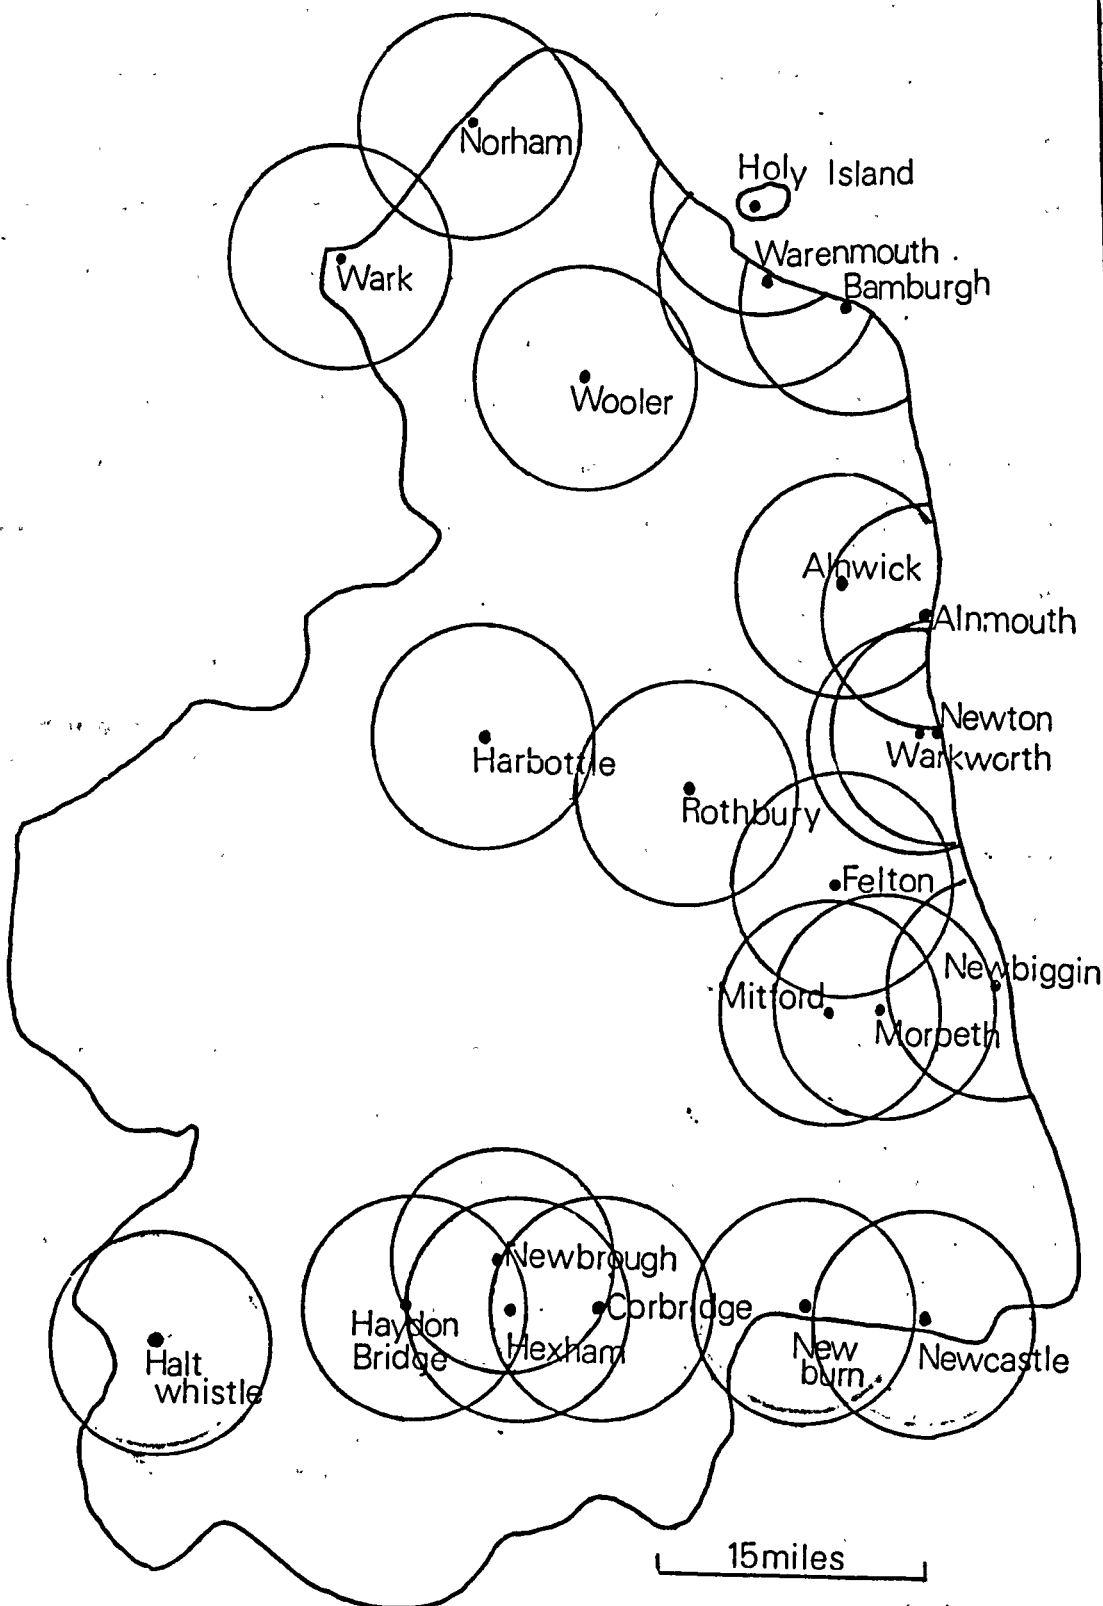 Norham
Holy Island
Warenmouth
Bamburgh
Wark
Wooler
Alnwick
Alnmouth
Newton
Warkworth
Harbottle
Rothbury
Felton
Newbiggin
Mitford
Morpeth
Newbrough
Corbridge
Haydon
Bridge
Hexham
New
burn
Newcastle
Halt
whistle
15miles